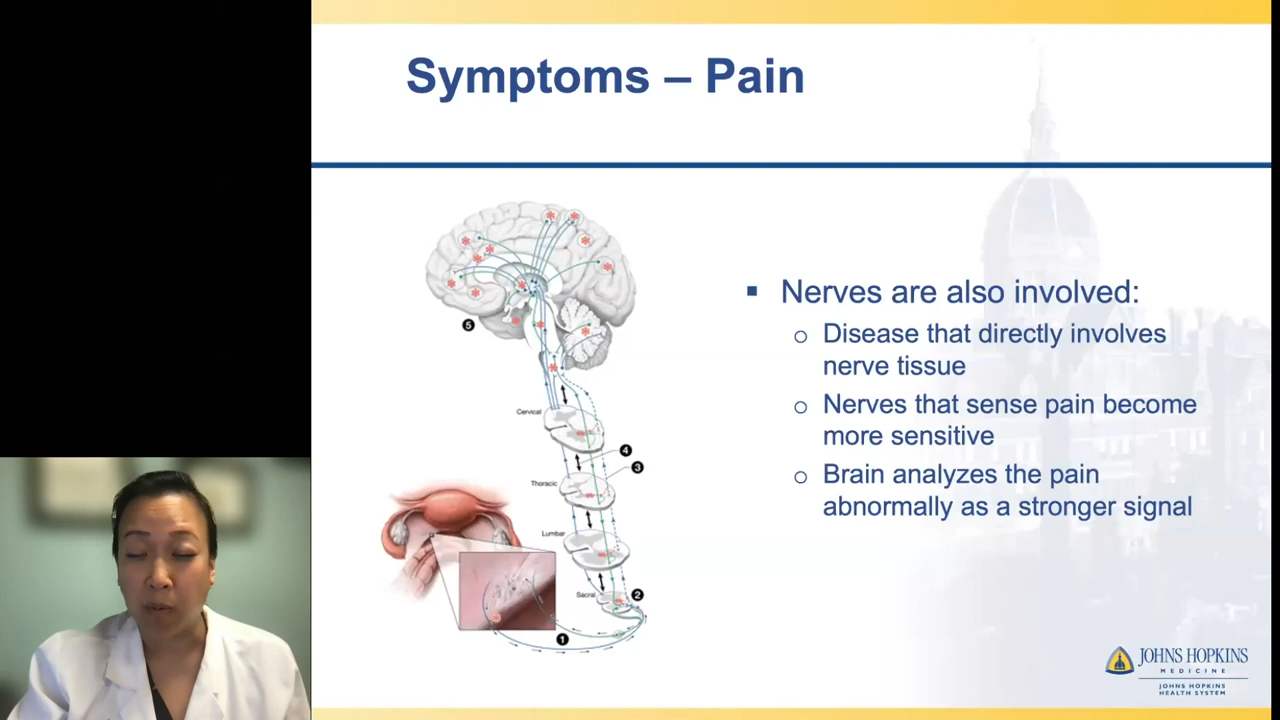 Symptoms – Pain
▪ Nerves are also involved:
o Disease that directly involves
nerve tissue
o Nerves that sense pain become
more sensitive
o Brain analyzes the pain
abnormally as a stronger signal
5
Cervical
4
3
Thoracic
Lumbar
Sacral
2
1
JOHNS HOPKINS
MEDICINE
JOHNS HOPKINS
HEALTH SYSTEM